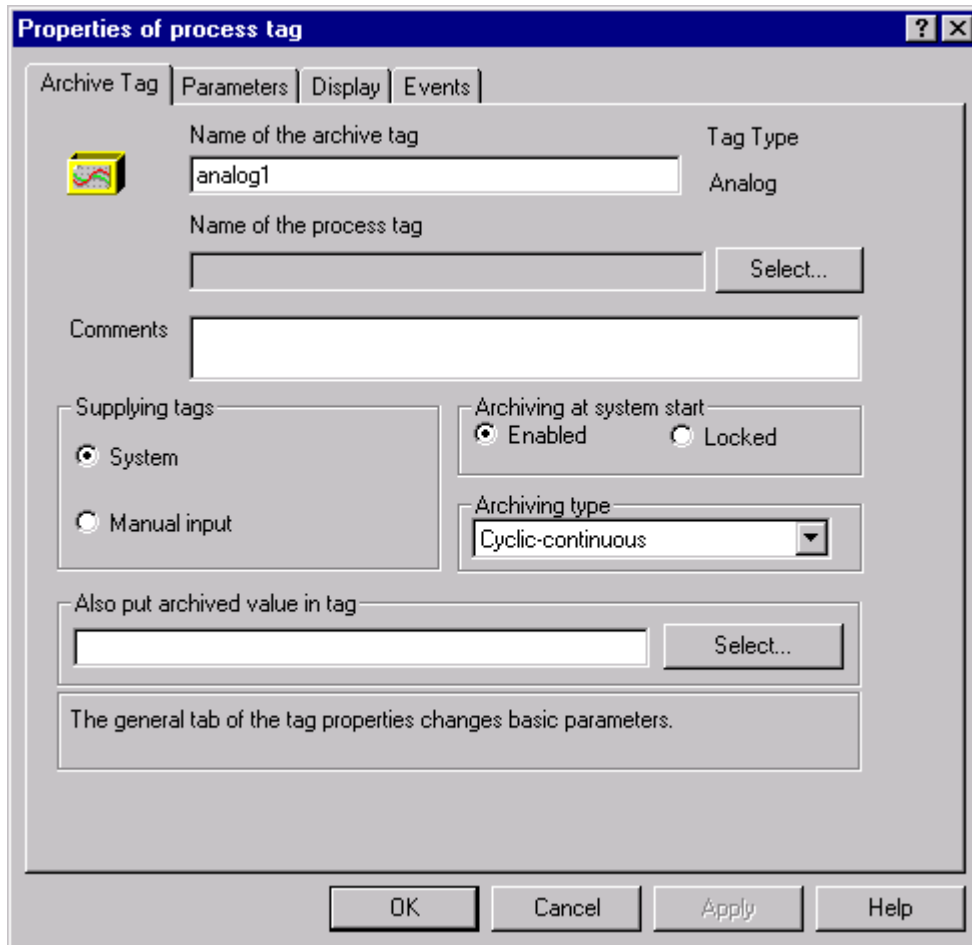 Properties of process tag
Archive Tag Parameters Display Events
Name of the archive tag Tag Type
analog1 Analog
Name of the process tag
Select...
Comments
Supplying tags Archiving at system start
System Enabled Locked
Manual input Archiving type
Cyclic-continuous
Also put archived value in tag
Select...
The general tab of the tag properties changes basic parameters.
OK Cancel Apply Help